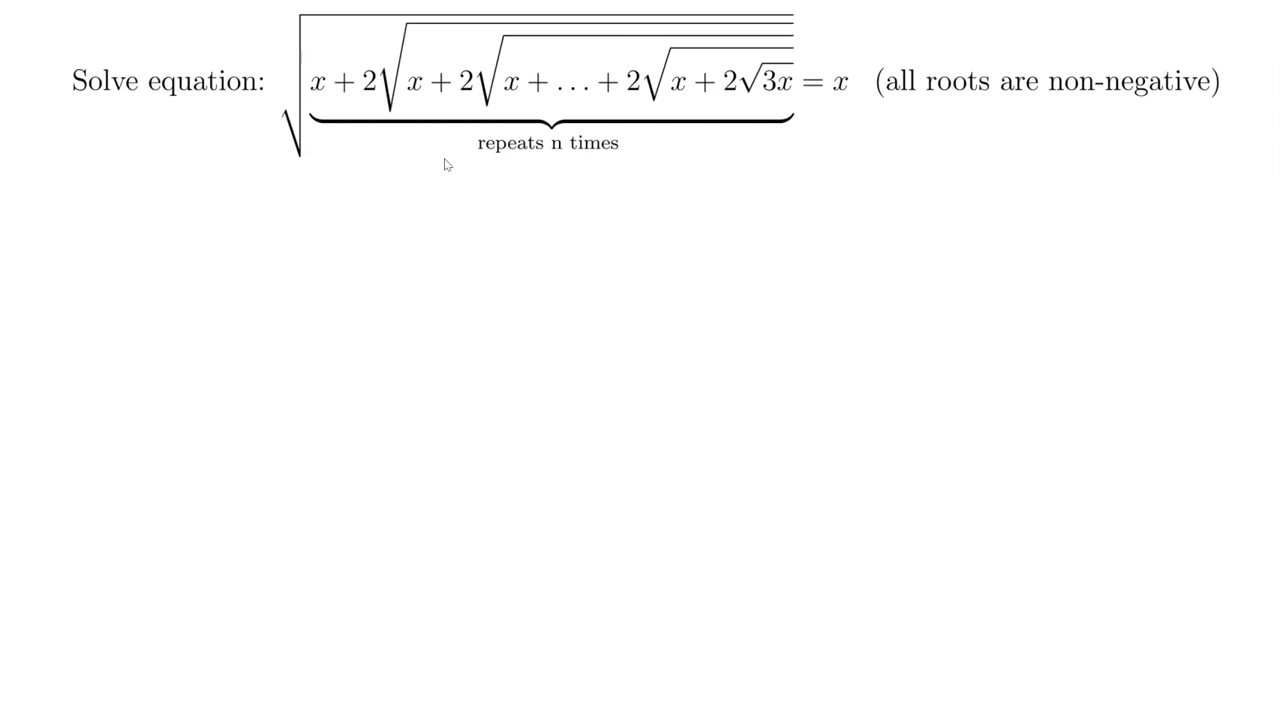 Solve equation: √(x + 2√(x + 2√(x + … + 2√(x + 2√(3x))))) = x (all roots are non-negative)
repeats n times